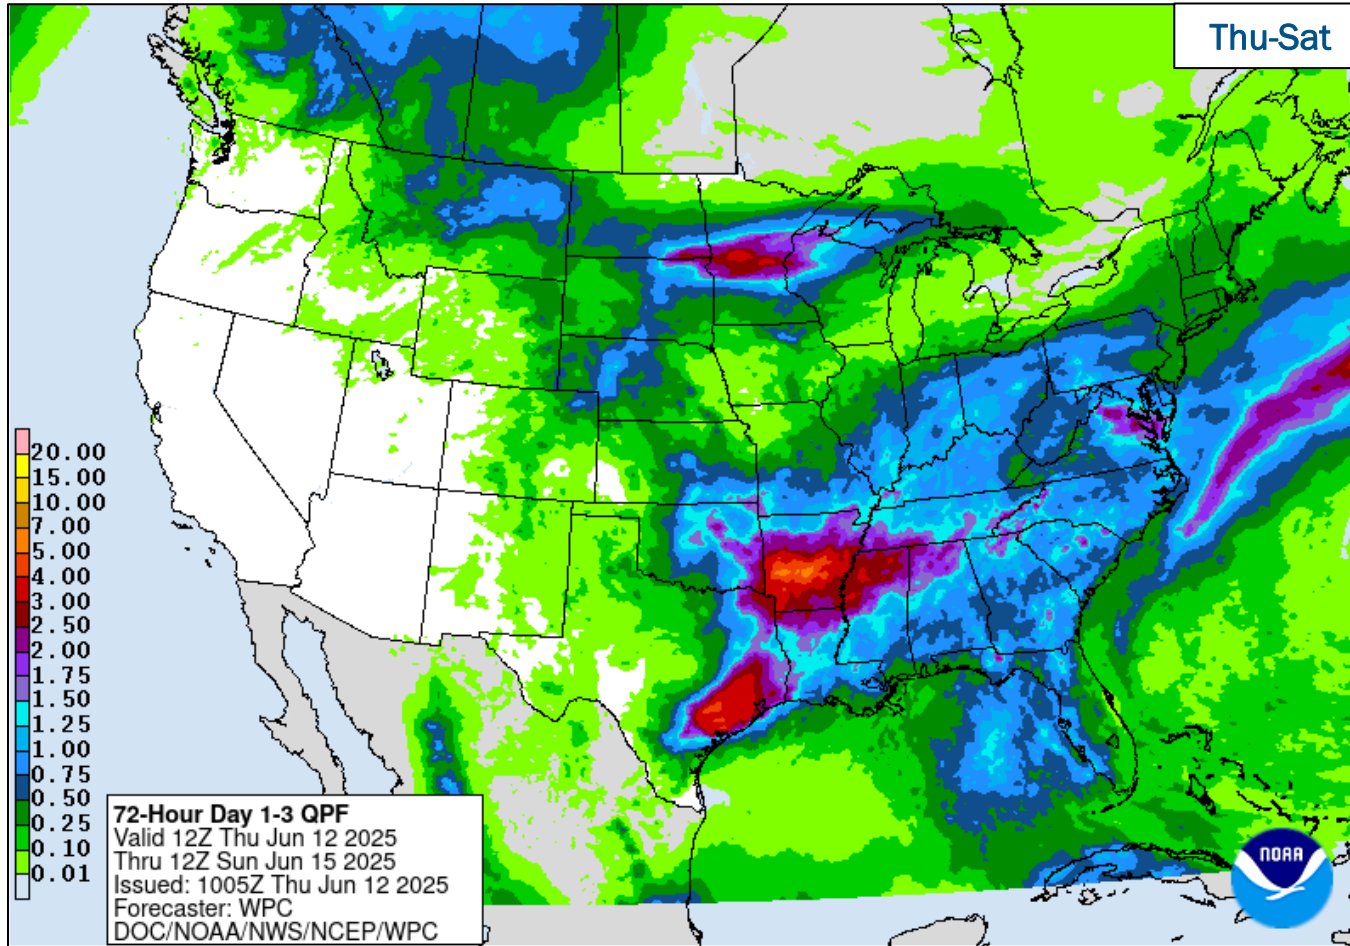 Thu-Sat
20.00
15.00
10.00
7.00
5.00
4.00
3.00
2.50
2.00
1.75
1.50
1.25
1.00
0.75
0.50
0.25
0.10
0.01
72-Hour Day 1-3 QPF
Valid 12Z Thu Jun 12 2025
Thru 12Z Sun Jun 15 2025
Issued: 1005Z Thu Jun 12 2025
Forecaster: WPC
DOC/NOAA/NWS/NCEP/WPC
NOAA